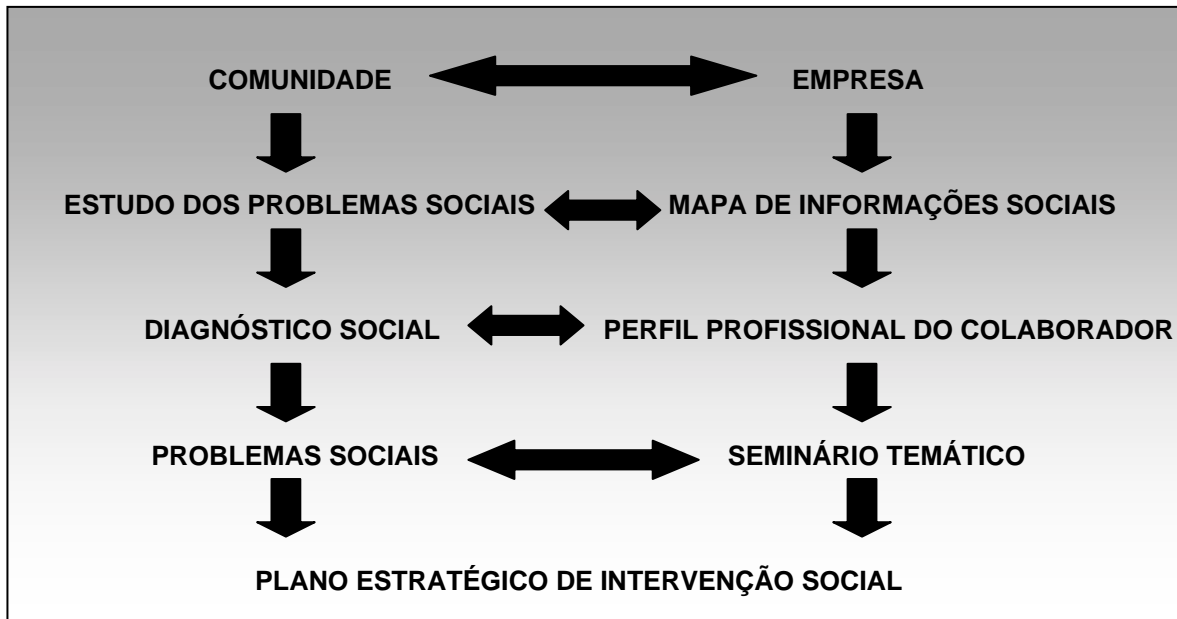 COMUNIDADE EMPRESA
ESTUDO DOS PROBLEMAS SOCIAIS MAPA DE INFORMAÇÕES SOCIAIS
DIAGNÓSTICO SOCIAL PERFIL PROFISSIONAL DO COLABORADOR
PROBLEMAS SOCIAIS SEMINÁRIO TEMÁTICO
PLANO ESTRATÉGICO DE INTERVENÇÃO SOCIAL